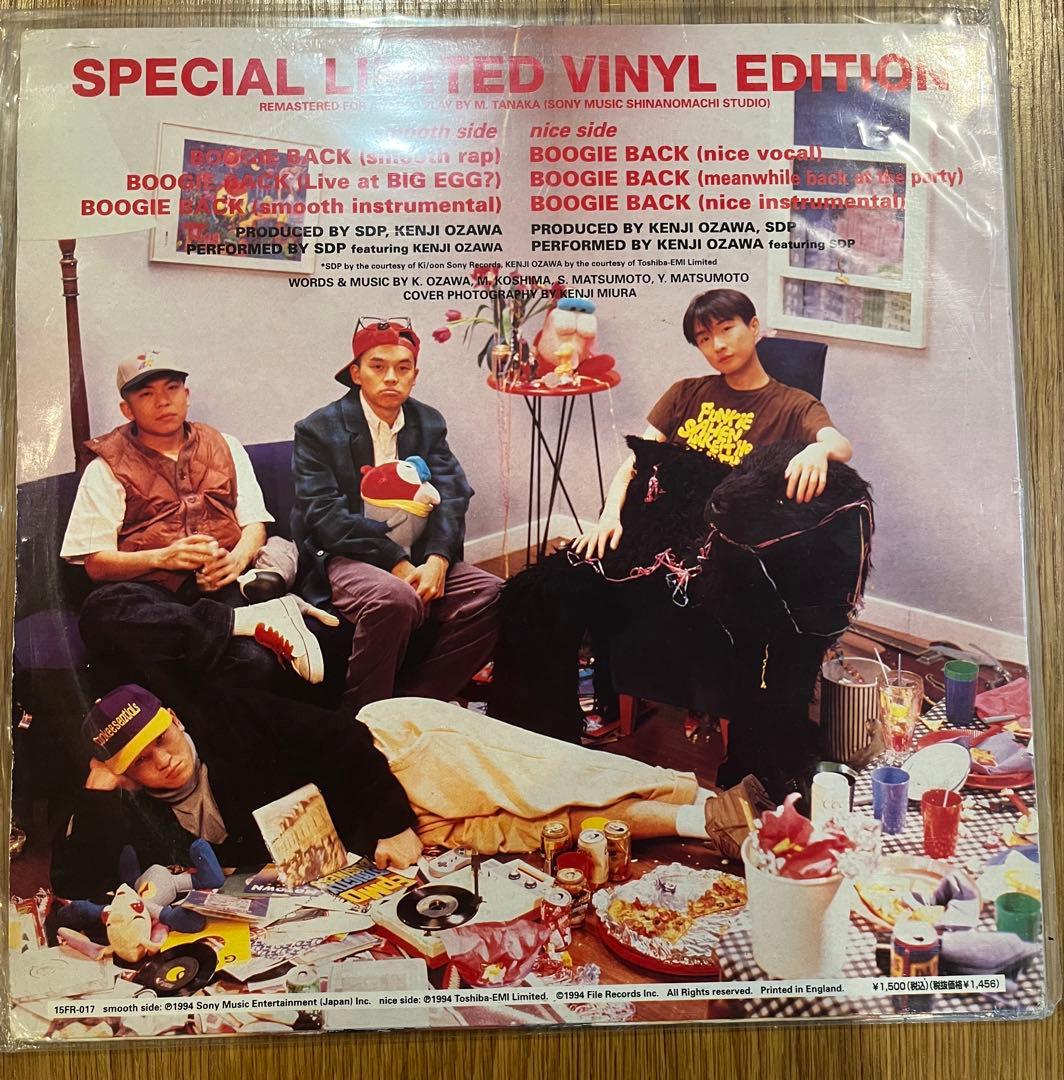 SPECIAL LIMITED VINYL EDITION
REMASTERED FOR PLAY BY M. TANAKA (SONY MUSIC SHINANOMACHI STUDIO)
smooth side
BOOGIE BACK (smooth rap)
BOOGIE BACK (Live at BIG EGG?)
BOOGIE BACK (smooth instrumental)
PRODUCED BY SDP, KENJI OZAWA
PERFORMED BY SDP featuring KENJI OZAWA
nice side
BOOGIE BACK (nice vocal)
BOOGIE BACK (meanwhile back at the party)
BOOGIE BACK (nice instrumental)
PRODUCED BY KENJI OZAWA, SDP
PERFORMED BY KENJI OZAWA featuring SDP
*SDP by the courtesy of Ki/oon Sony Records, KENJI OZAWA by the courtesy of Toshiba-EMI Limited
WORDS & MUSIC BY K. OZAWA, M. KOSHIMA, S. MATSUMOTO, Y. MATSUMOTO
COVER PHOTOGRAPHY BY KENJI MIURA
FUNKIE
ALIEN
15FR-017 smooth side: ℗1994 Sony Music Entertainment (Japan) Inc. nice side: ℗1994 Toshiba-EMI Limited. ©1994 File Records Inc. All Rights reserved. Printed in England.
¥1,500(税込)(税抜価格¥1,456)